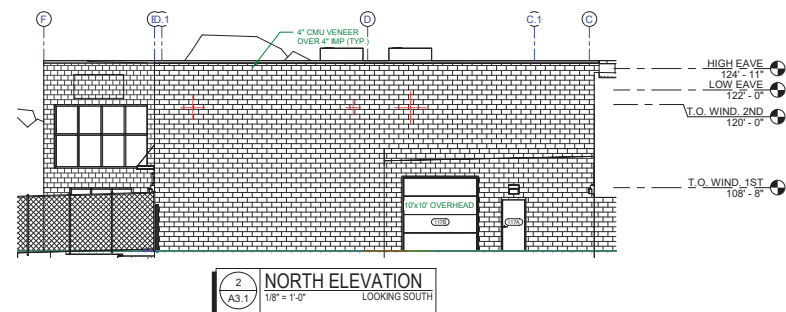 F
E
D.1
D
C.1
C
4" CMU VENEER
OVER 4" IMP (TYP.)
HIGH EAVE
124' - 11"
LOW EAVE
122' - 0"
T.O. WIND. 2ND
120' - 0"
T.O. WIND. 1ST
108' - 8"
10'x10' OVERHEAD
117B
117A
2
A3.1
NORTH ELEVATION
1/8" = 1'-0"
LOOKING SOUTH